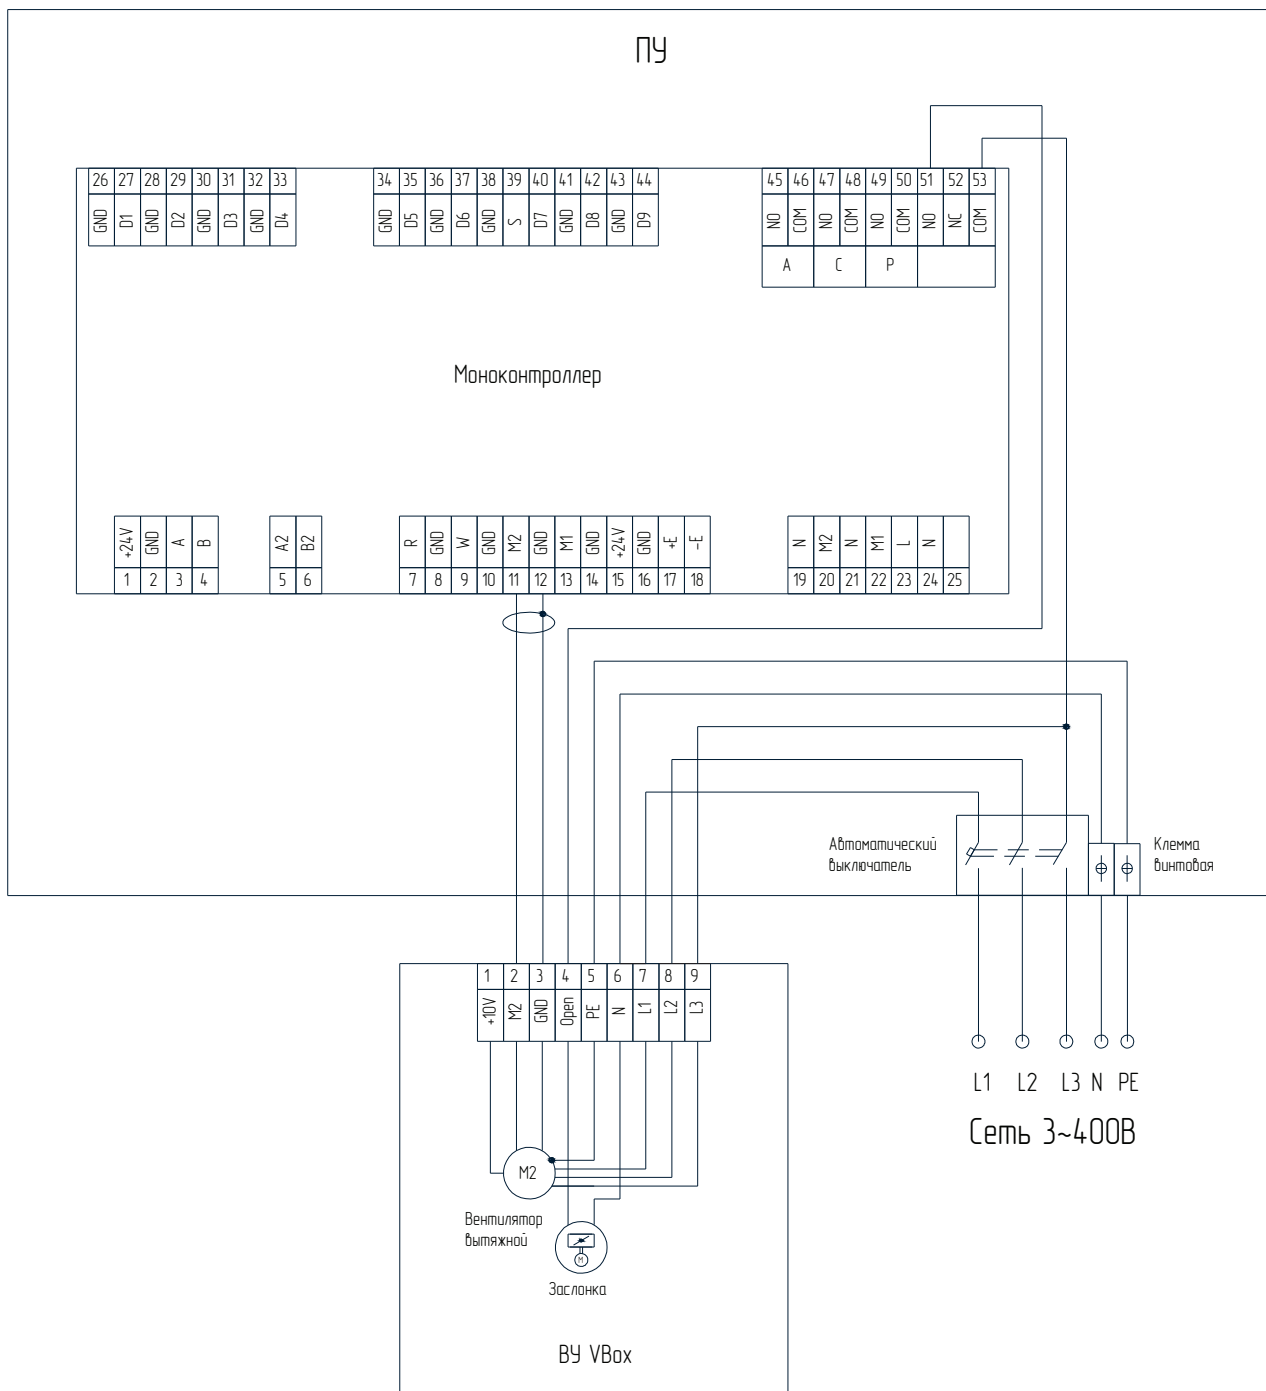 ПУ
26 27 28 29 30 31 32 33
GND D1 GND D2 GND D3 GND D4
34 35 36 37 38 39 40 41 42 43 44
GND D5 GND D6 GND S D7 GND D8 GND D9
45 46 47 48 49 50 51 52 53
NO COM NO COM NO COM NO NC COM
A C P
Моноконтроллер
+24V GND A B
1 2 3 4
A2 B2
5 6
R GND W GND M2 GND M1 GND +24V GND +E -E
7 8 9 10 11 12 13 14 15 16 17 18
N M2 N M1 L N
19 20 21 22 23 24 25
Автоматический
выключатель
Клемма
винтовая
1 2 3 4 5 6 7 8 9
+10V M2 GND Open PE N L1 L2 L3
L1 L2 L3 N PE
Сеть 3~400В
M2
Вентилятор
вытяжной
M
Заслонка
ВУ VBox